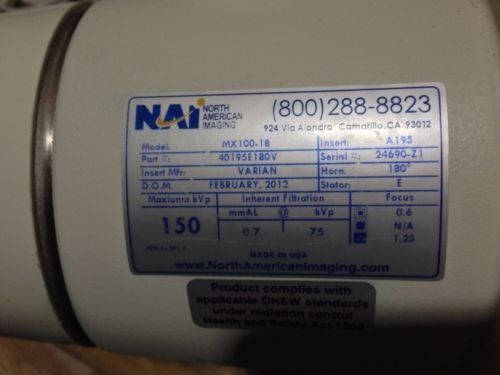 NAI NORTH AMERICAN IMAGING
(800)288-8823
924 Via Alondra Camarillo, CA 93012
Model: MX100-18 Insert: A195
Part #: 40195E180V Serial #: 24690-Z1
Insert Mfr: VARIAN Horn. 180°
D.O.M. FEBRUARY, 2012 Stator: E
Maximum kVp Inherent Filtration Focus
150 mmAL @ kVp 0.6
0.7 75 N/A
1.25
MADE IN USA
www.NorthAmericanImaging.com
Product complies with
applicable DHEW standards
under radiation control
Health and Safety Act 1968